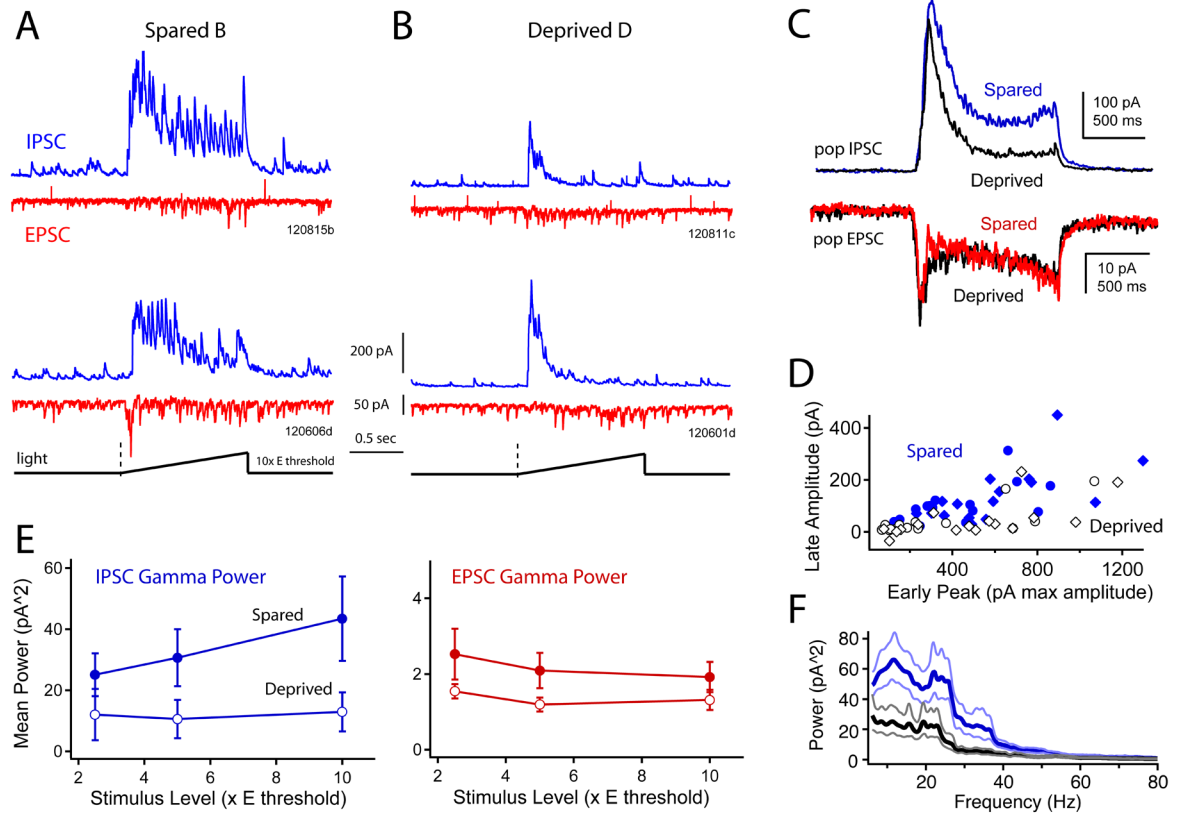 A
Spared B
IPSC
EPSC
120815b
120606d
light
10x E threshold
B
Deprived D
120811c
200 pA
50 pA
0.5 sec
120601d
C
Spared
100 pA
500 ms
pop IPSC
Deprived
Spared
pop EPSC
10 pA
500 ms
Deprived
D
Late Amplitude (pA)
400
200
0
Spared
Deprived
400
800
1200
Early Peak (pA max amplitude)
E
Mean Power (pA^2)
60
40
20
0
IPSC Gamma Power
Spared
Deprived
2
4
6
8
10
Stimulus Level (x E threshold)
4
2
0
EPSC Gamma Power
2
4
6
8
10
Stimulus Level (x E threshold)
F
Power (pA^2)
80
60
40
20
0
20
40
60
80
Frequency (Hz)